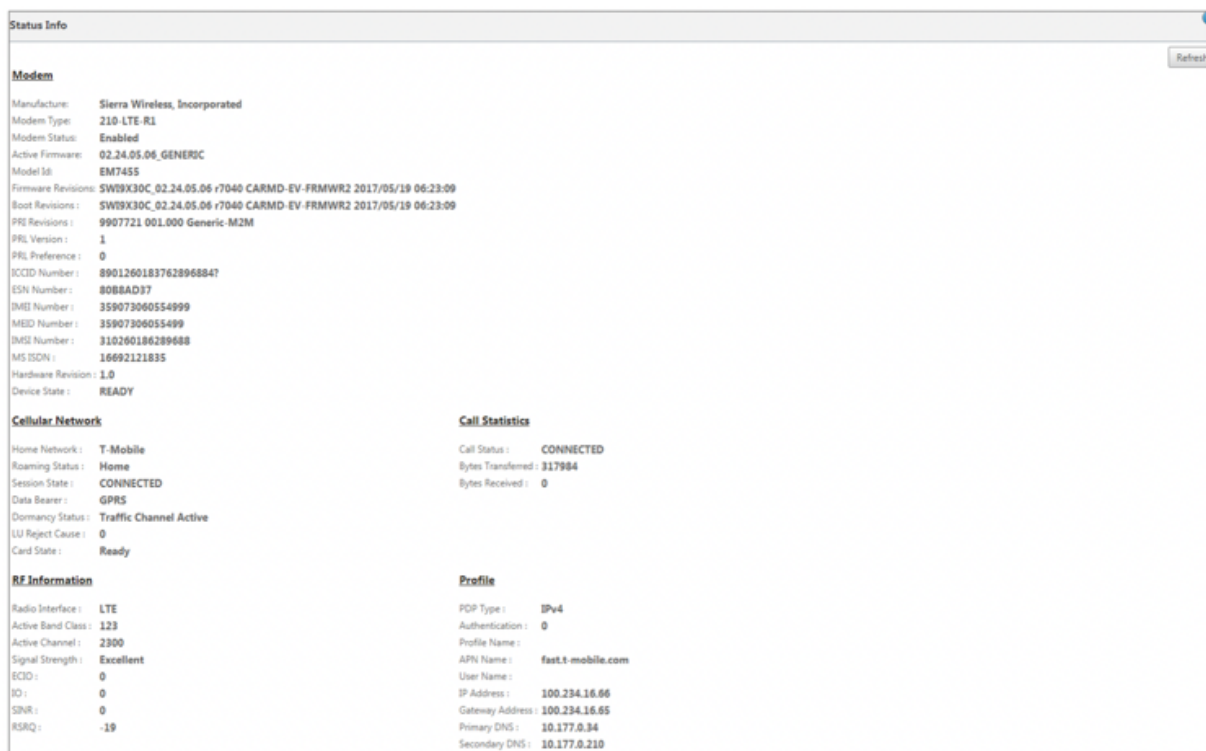 Status Info
Refresh
Modem
Manufacture: Sierra Wireless, Incorporated
Modem Type: 210-LTE-R1
Modem Status: Enabled
Active Firmware: 02.24.05.06_GENERIC
Model Id: EM7455
Firmware Revisions: SWI9X30C_02.24.05.06 r7040 CARMD-EV-FRMWR2 2017/05/19 06:23:09
Boot Revisions : SWI9X30C_02.24.05.06 r7040 CARMD-EV-FRMWR2 2017/05/19 06:23:09
PRI Revisions : 9907721 001.000 Generic-M2M
PRL Version : 1
PRL Preference : 0
ICCID Number : 8901260183762896884?
ESN Number : 80B8AD37
IMEI Number : 359073060554999
MEID Number : 35907306055499
IMSI Number : 310260186289688
MS ISDN : 16692121835
Hardware Revision : 1.0
Device State : READY
Cellular Network
Home Network : T-Mobile
Roaming Status : Home
Session State : CONNECTED
Data Bearer : GPRS
Dormancy Status : Traffic Channel Active
LU Reject Cause : 0
Card State : Ready
Call Statistics
Call Status : CONNECTED
Bytes Transferred : 317984
Bytes Received : 0
RF Information
Radio Interface : LTE
Active Band Class : 123
Active Channel : 2300
Signal Strength : Excellent
ECIO : 0
IO : 0
SINR : 0
RSRQ : -19
Profile
PDP Type : IPv4
Authentication : 0
Profile Name :
APN Name : fast.t-mobile.com
User Name :
IP Address : 100.234.16.66
Gateway Address : 100.234.16.65
Primary DNS : 10.177.0.34
Secondary DNS : 10.177.0.210